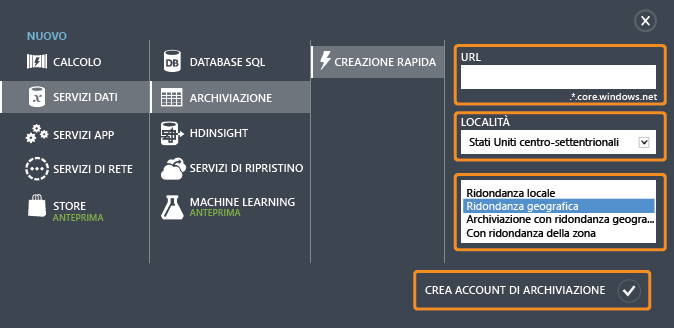 NUOVO
CALCOLO
SERVIZI DATI
SERVIZI APP
SERVIZI DI RETE
STORE
ANTEPRIMA
DATABASE SQL
ARCHIVIAZIONE
HDINSIGHT
SERVIZI DI RIPRISTINO
MACHINE LEARNING
ANTEPRIMA
CREAZIONE RAPIDA
URL
.*.core.windows.net
LOCALITÀ
Stati Uniti centro-settentrionali
Ridondanza locale
Ridondanza geografica
Archiviazione con ridondanza geogra...
Con ridondanza della zona
CREA ACCOUNT DI ARCHIVIAZIONE